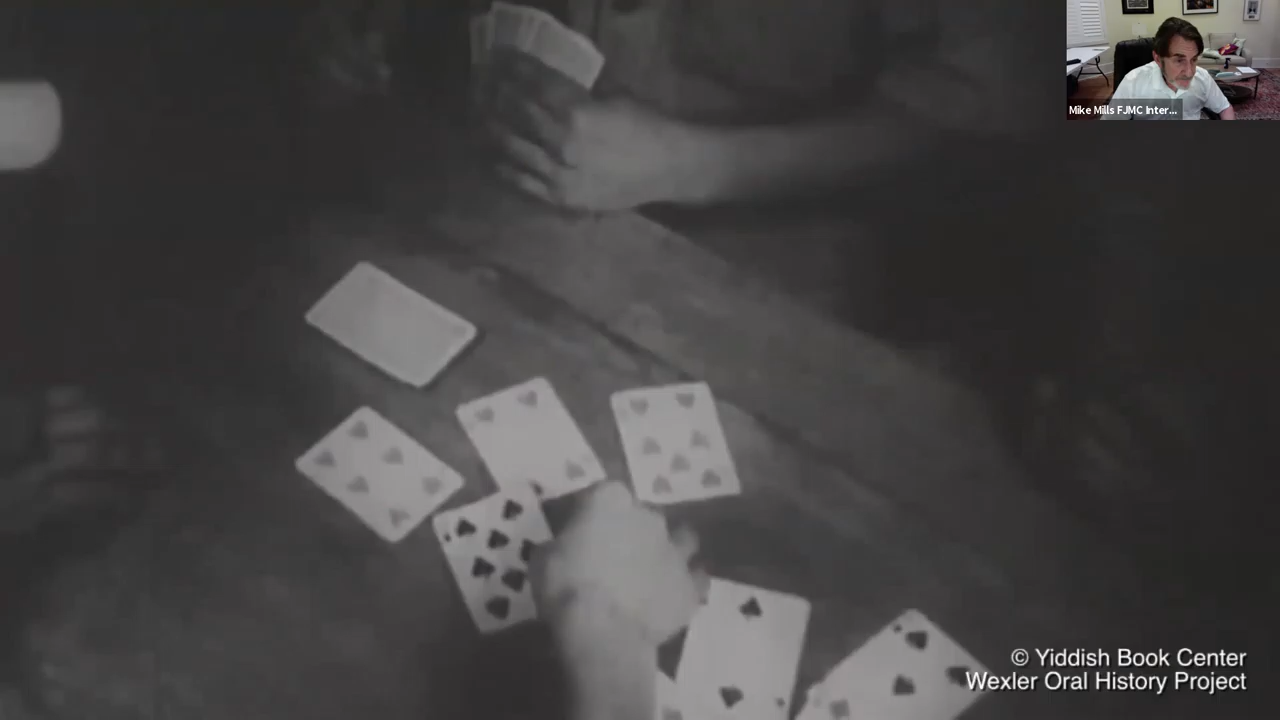 Mike Mills FJMC Inter...
© Yiddish Book Center
Wexler Oral History Project